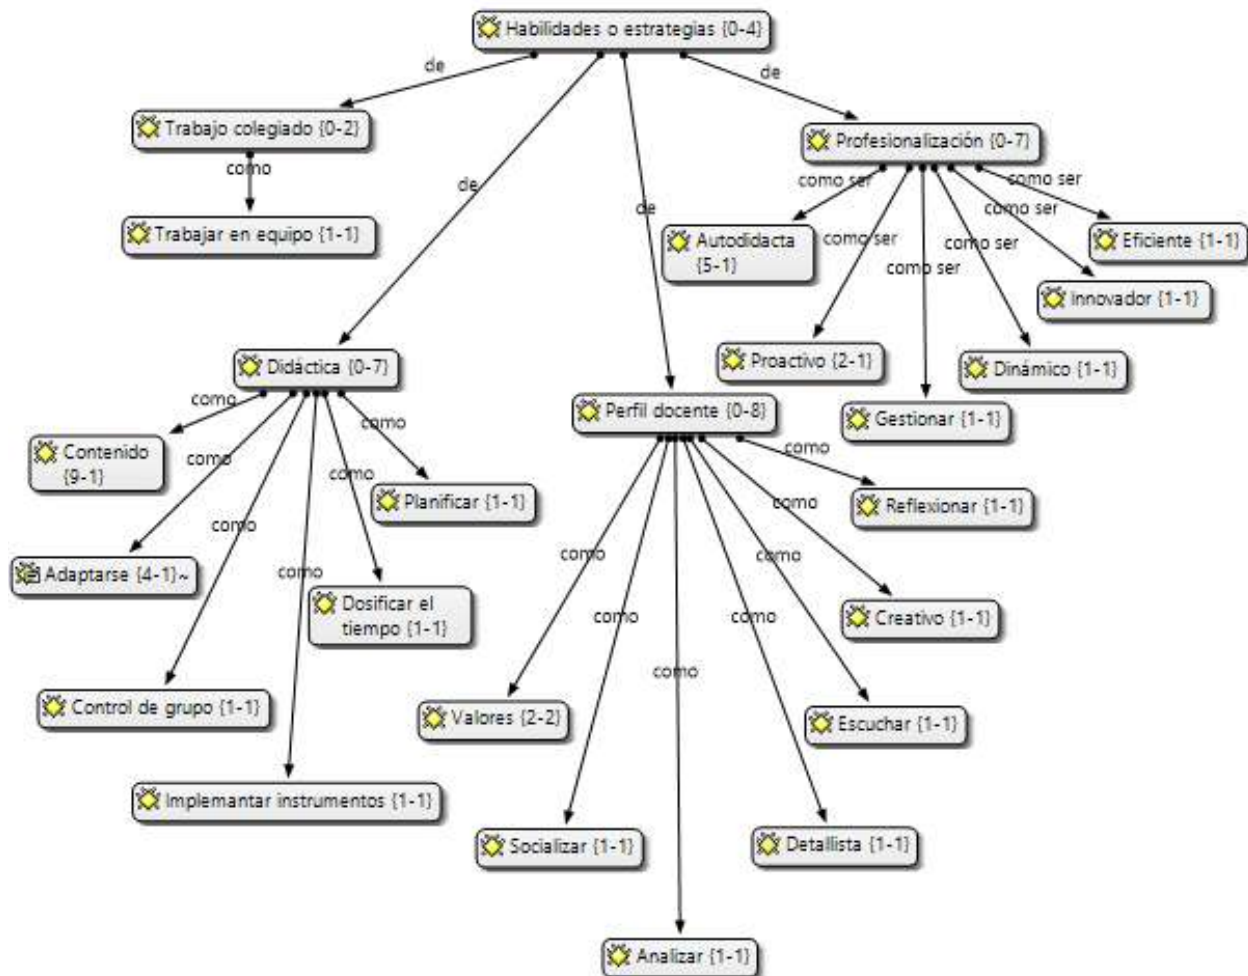 Habilidades o estrategias {0-4}
de
de
Trabajo colegiado {0-2}
Profesionalización {0-7}
como
como ser
como ser
de
de
Trabajar en equipo {1-1}
como ser
Eficiente {1-1}
Autodidacta
{5-1}
como ser
como ser
como ser
Innovador {1-1}
Didáctica {0-7}
Proactivo {2-1}
Dinámico {1-1}
como
como
Perfil docente {0-8}
Gestionar {1-1}
Contenido
{9-1}
como
como
como
Planificar {1-1}
como
Reflexionar {1-1}
como
como
como
Adaptarse {4-1}~
como
Dosificar el
tiempo {1-1}
como
como
Creativo {1-1}
como
Control de grupo {1-1}
Valores {2-2}
Escuchar {1-1}
Implemantar instrumentos {1-1}
Socializar {1-1}
Detallista {1-1}
Analizar {1-1}